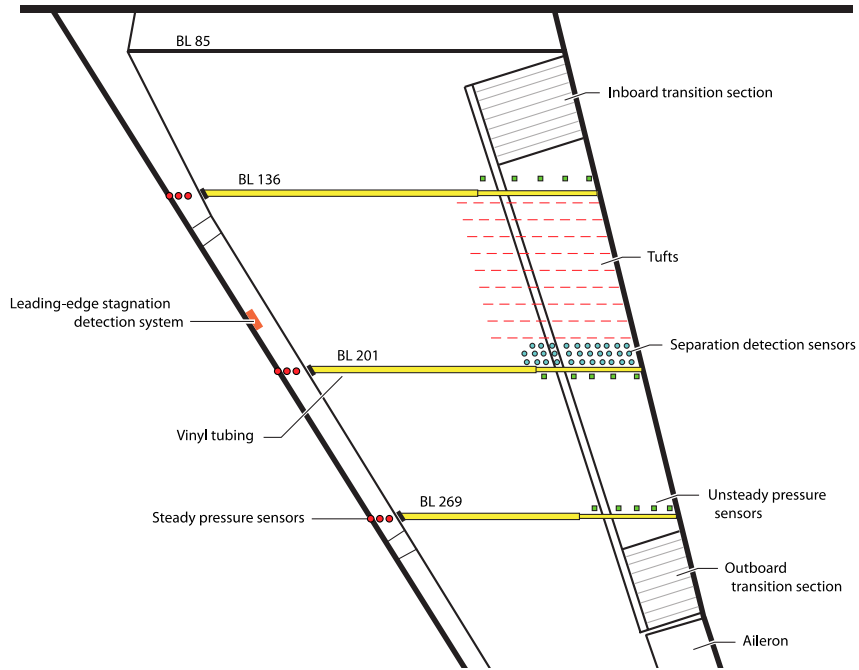 BL 85
Inboard transition section
BL 136
Tufts
Leading-edge stagnation
detection system
Separation detection sensors
BL 201
Vinyl tubing
BL 269
Unsteady pressure
sensors
Steady pressure sensors
Outboard
transition section
Aileron